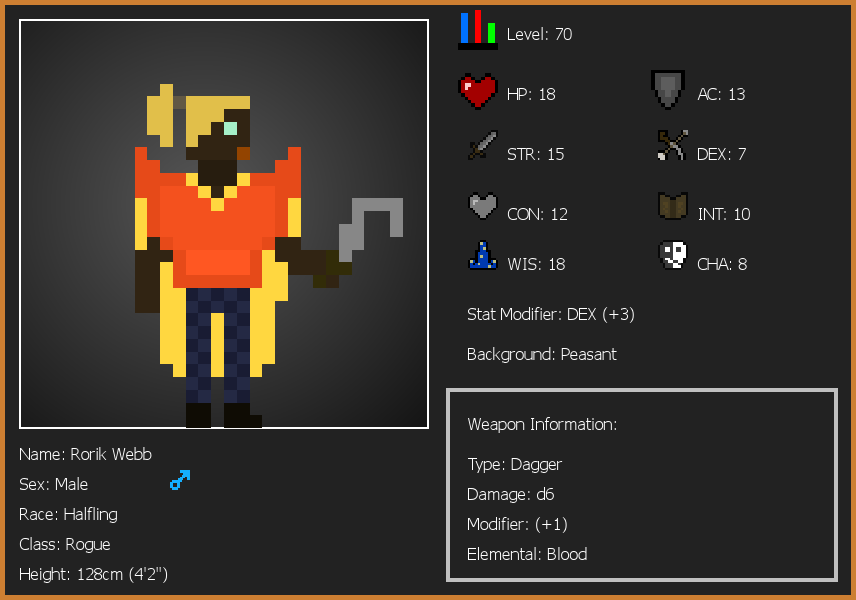 Level: 70
HP: 18
AC: 13
STR: 15
DEX: 7
CON: 12
INT: 10
WIS: 18
CHA: 8
Stat Modifier: DEX (+3)
Background: Peasant
Weapon Information:
Type: Dagger
Damage: d6
Modifier: (+1)
Elemental: Blood
Name: Rorik Webb
Sex: Male
Race: Halfling
Class: Rogue
Height: 128cm (4'2")